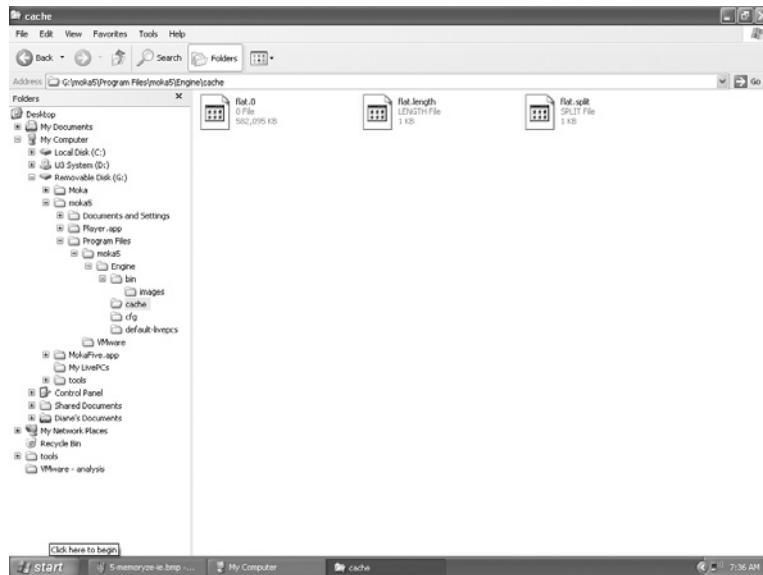 cache
File Edit View Favorites Tools Help
Back Search Folders
Address G:\moka5\Program Files\moka5\Engine\cache Go
Folders x
Desktop
My Documents
My Computer
Local Disk (C:)
U3 System (D:)
Removable Disk (G:)
Moka
moka5
Documents and Settings
Player.app
Program Files
moka5
Engine
bin
images
cache
cfg
default-livepcs
VMware
MokaFive.app
My LivePCs
tools
Control Panel
Shared Documents
Diane's Documents
My Network Places
Recycle Bin
tools
VMware - analysis
flat.0
0 File
582,095 KB
flat.length
LENGTH File
1 KB
flat.split
SPLIT File
1 KB
Click here to begin
start 5-memoryze-ie.bmp -... My Computer cache 7:36 AM